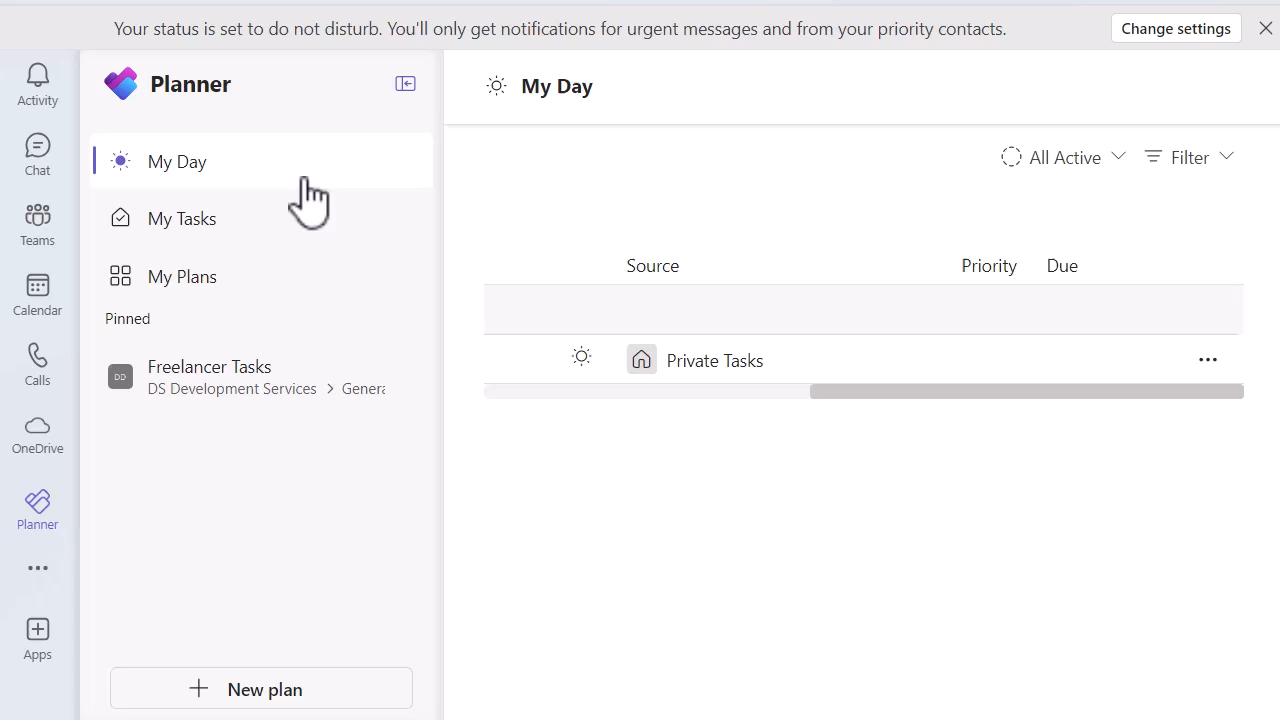 Your status is set to do not disturb. You'll only get notifications for urgent messages and from your priority contacts.
Change settings
Activity
Chat
Teams
Calendar
Calls
OneDrive
Planner
Apps
Planner
My Day
My Tasks
My Plans
Pinned
DD
Freelancer Tasks
DS Development Services > Genera
New plan
My Day
All Active
Filter
Source Priority Due
Private Tasks